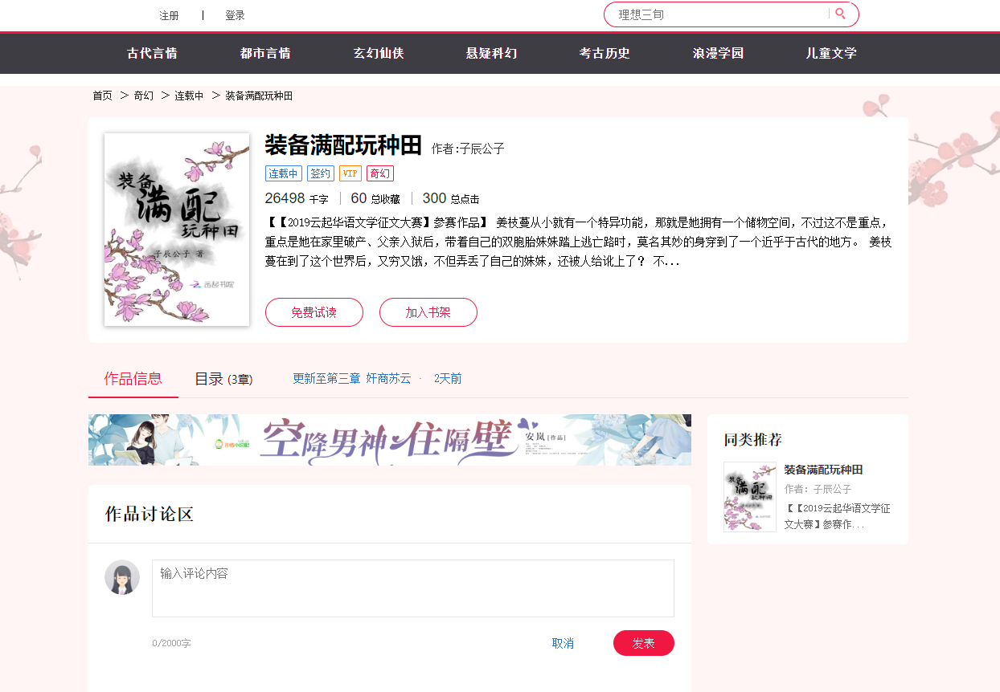 注册 | 登录
理想三旬
古代言情 都市言情 玄幻仙侠 悬疑科幻 考古历史 浪漫学园 儿童文学
首页 > 奇幻 > 连载中 > 装备满配玩种田
装备
满配
玩种田
子辰公子 著
云起书院
装备满配玩种田 作者:子辰公子
连载中 签约 VIP 奇幻
26498 千字 | 60 总收藏 | 300 总点击
【【2019云起华语文学征文大赛】参赛作品】 姜枝蔓从小就有一个特异功能，那就是她拥有一个储物空间，不过这不是重点，
重点是她在家里破产、父亲入狱后，带着自己的双胞胎妹妹踏上逃亡路时，莫名其妙的身穿到了一个近乎于古代的地方。 姜枝
蔓在到了这个世界后，又穷又饿，不但弄丢了自己的妹妹，还被人给讹上了？ 不...
免费试读 加入书架
作品信息 目录 (3章) 更新至第三章 奸商苏云 · 2天前
空降男神住隔壁 安岚[作品]
同类推荐
装备
满配
玩种田
装备满配玩种田
作者：子辰公子
【【2019云起华语文学征
文大赛】参赛作...
作品讨论区
输入评论内容
0/2000字 取消 发表